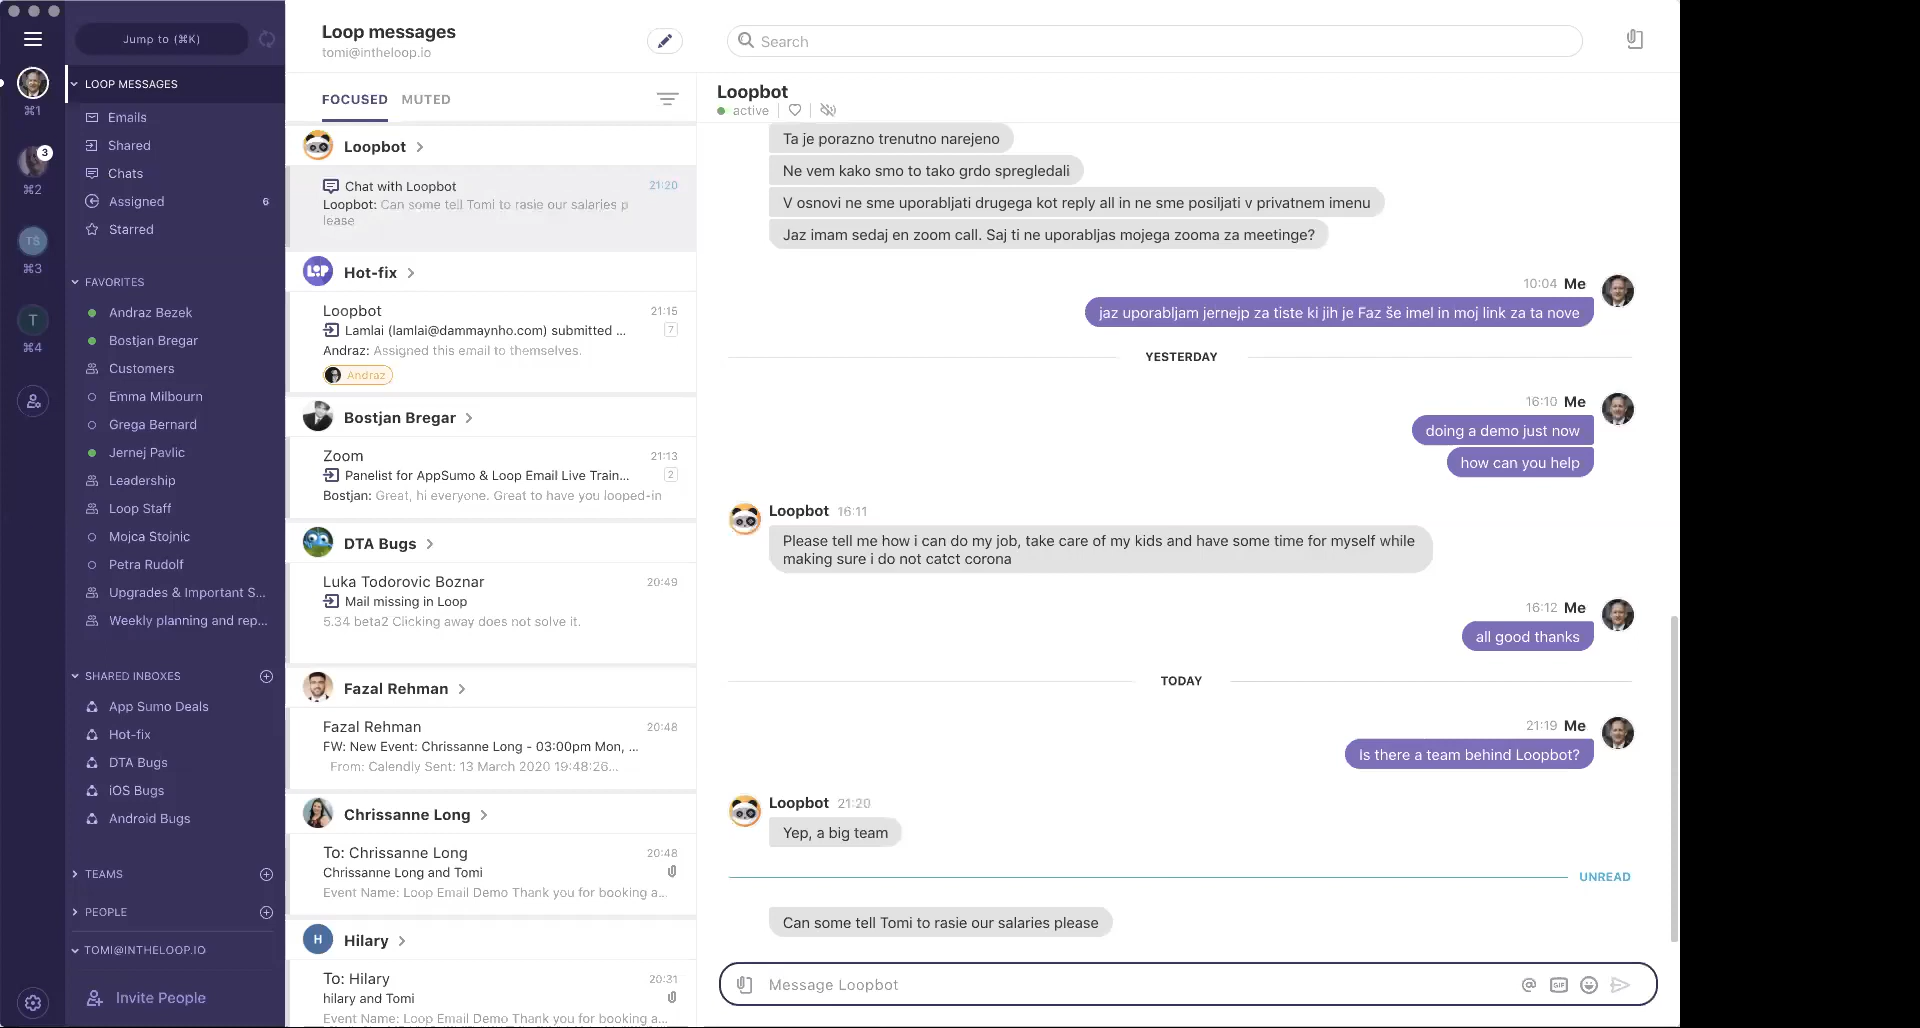 Jump to (⌘K)
⌘1
3
⌘2
TS
⌘3
T
⌘4
LOOP MESSAGES
Emails
Shared
Chats
Assigned 6
Starred
FAVORITES
Andraz Bezek
Bostjan Bregar
Customers
Emma Milbourn
Grega Bernard
Jernej Pavlic
Leadership
Loop Staff
Mojca Stojnic
Petra Rudolf
Upgrades & Important S...
Weekly planning and rep...
SHARED INBOXES
App Sumo Deals
Hot-fix
DTA Bugs
iOS Bugs
Android Bugs
TEAMS
PEOPLE
TOMI@INTHELOOP.IO
Invite People
Loop messages
tomi@intheloop.io
FOCUSED MUTED
Loopbot
Chat with Loopbot 21:20
Loopbot: Can some tell Tomi to rasie our salaries p
lease
LOOP
Hot-fix
Loopbot 21:15
Lamlai (lamlai@dammaynho.com) submitted ... 7
Andraz: Assigned this email to themselves.
Andraz
Bostjan Bregar
Zoom 21:13
Panelist for AppSumo & Loop Email Live Train... 2
Bostjan: Great, hi everyone. Great to have you looped-in
DTA Bugs
Luka Todorovic Boznar 20:49
Mail missing in Loop
5.34 beta2 Clicking away does not solve it.
Fazal Rehman
Fazal Rehman 20:48
FW: New Event: Chrissanne Long - 03:00pm Mon, ...
From: Calendly Sent: 13 March 2020 19:48:26...
Chrissanne Long
To: Chrissanne Long 20:48
Chrissanne Long and Tomi
Event Name: Loop Email Demo Thank you for booking a...
H
Hilary
To: Hilary 20:31
hilary and Tomi
Event Name: Loop Email Demo Thank you for booking a...
Search
Loopbot
active
Ta je porazno trenutno narejeno
Ne vem kako smo to tako grdo spregledali
V osnovi ne sme uporabljati drugega kot reply all in ne sme posiljati v privatnem imenu
Jaz imam sedaj en zoom call. Saj ti ne uporabljas mojega zooma za meetinge?
10:04 Me
jaz uporabljam jernejp za tiste ki jih je Faz še imel in moj link za ta nove
YESTERDAY
16:10 Me
doing a demo just now
how can you help
Loopbot 16:11
Please tell me how i can do my job, take care of my kids and have some time for myself while
making sure i do not catct corona
16:12 Me
all good thanks
TODAY
21:19 Me
Is there a team behind Loopbot?
Loopbot 21:20
Yep, a big team
UNREAD
Can some tell Tomi to rasie our salaries please
Message Loopbot
@ GIF